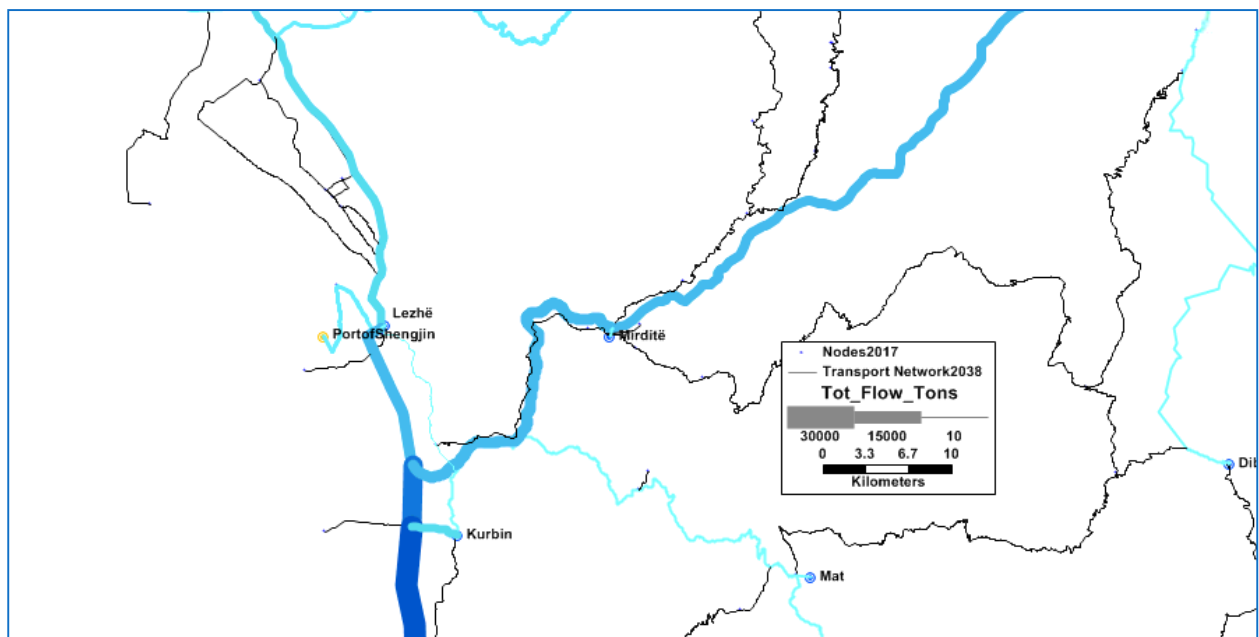 Lezhë
PortofShengjin
Mirditë
Nodes2017
Transport Network2038
Tot_Flow_Tons
30000 15000 10
0 3.3 6.7 10
Kilometers
Dib
Kurbin
Mat